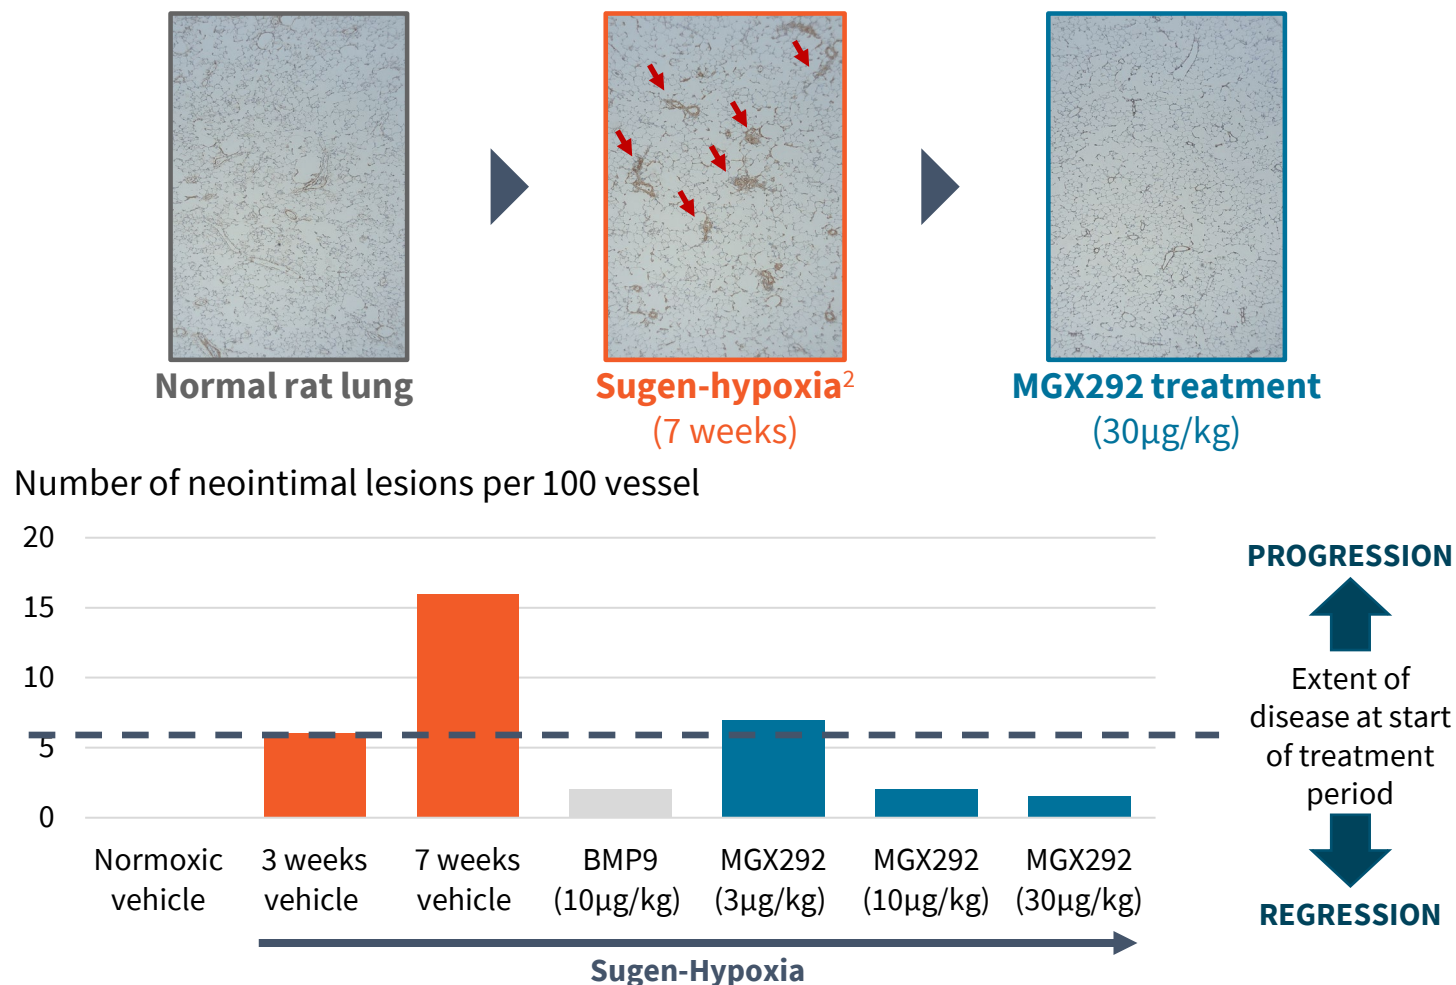 Normal rat lung
Sugen-hypoxia²
(7 weeks)
MGX292 treatment
(30µg/kg)
Number of neointimal lesions per 100 vessel
20
15
10
5
0
Normoxic
vehicle
3 weeks
vehicle
7 weeks
vehicle
BMP9
(10µg/kg)
MGX292
(3µg/kg)
MGX292
(10µg/kg)
MGX292
(30µg/kg)
Sugen-Hypoxia
PROGRESSION
Extent of
disease at start
of treatment
period
REGRESSION